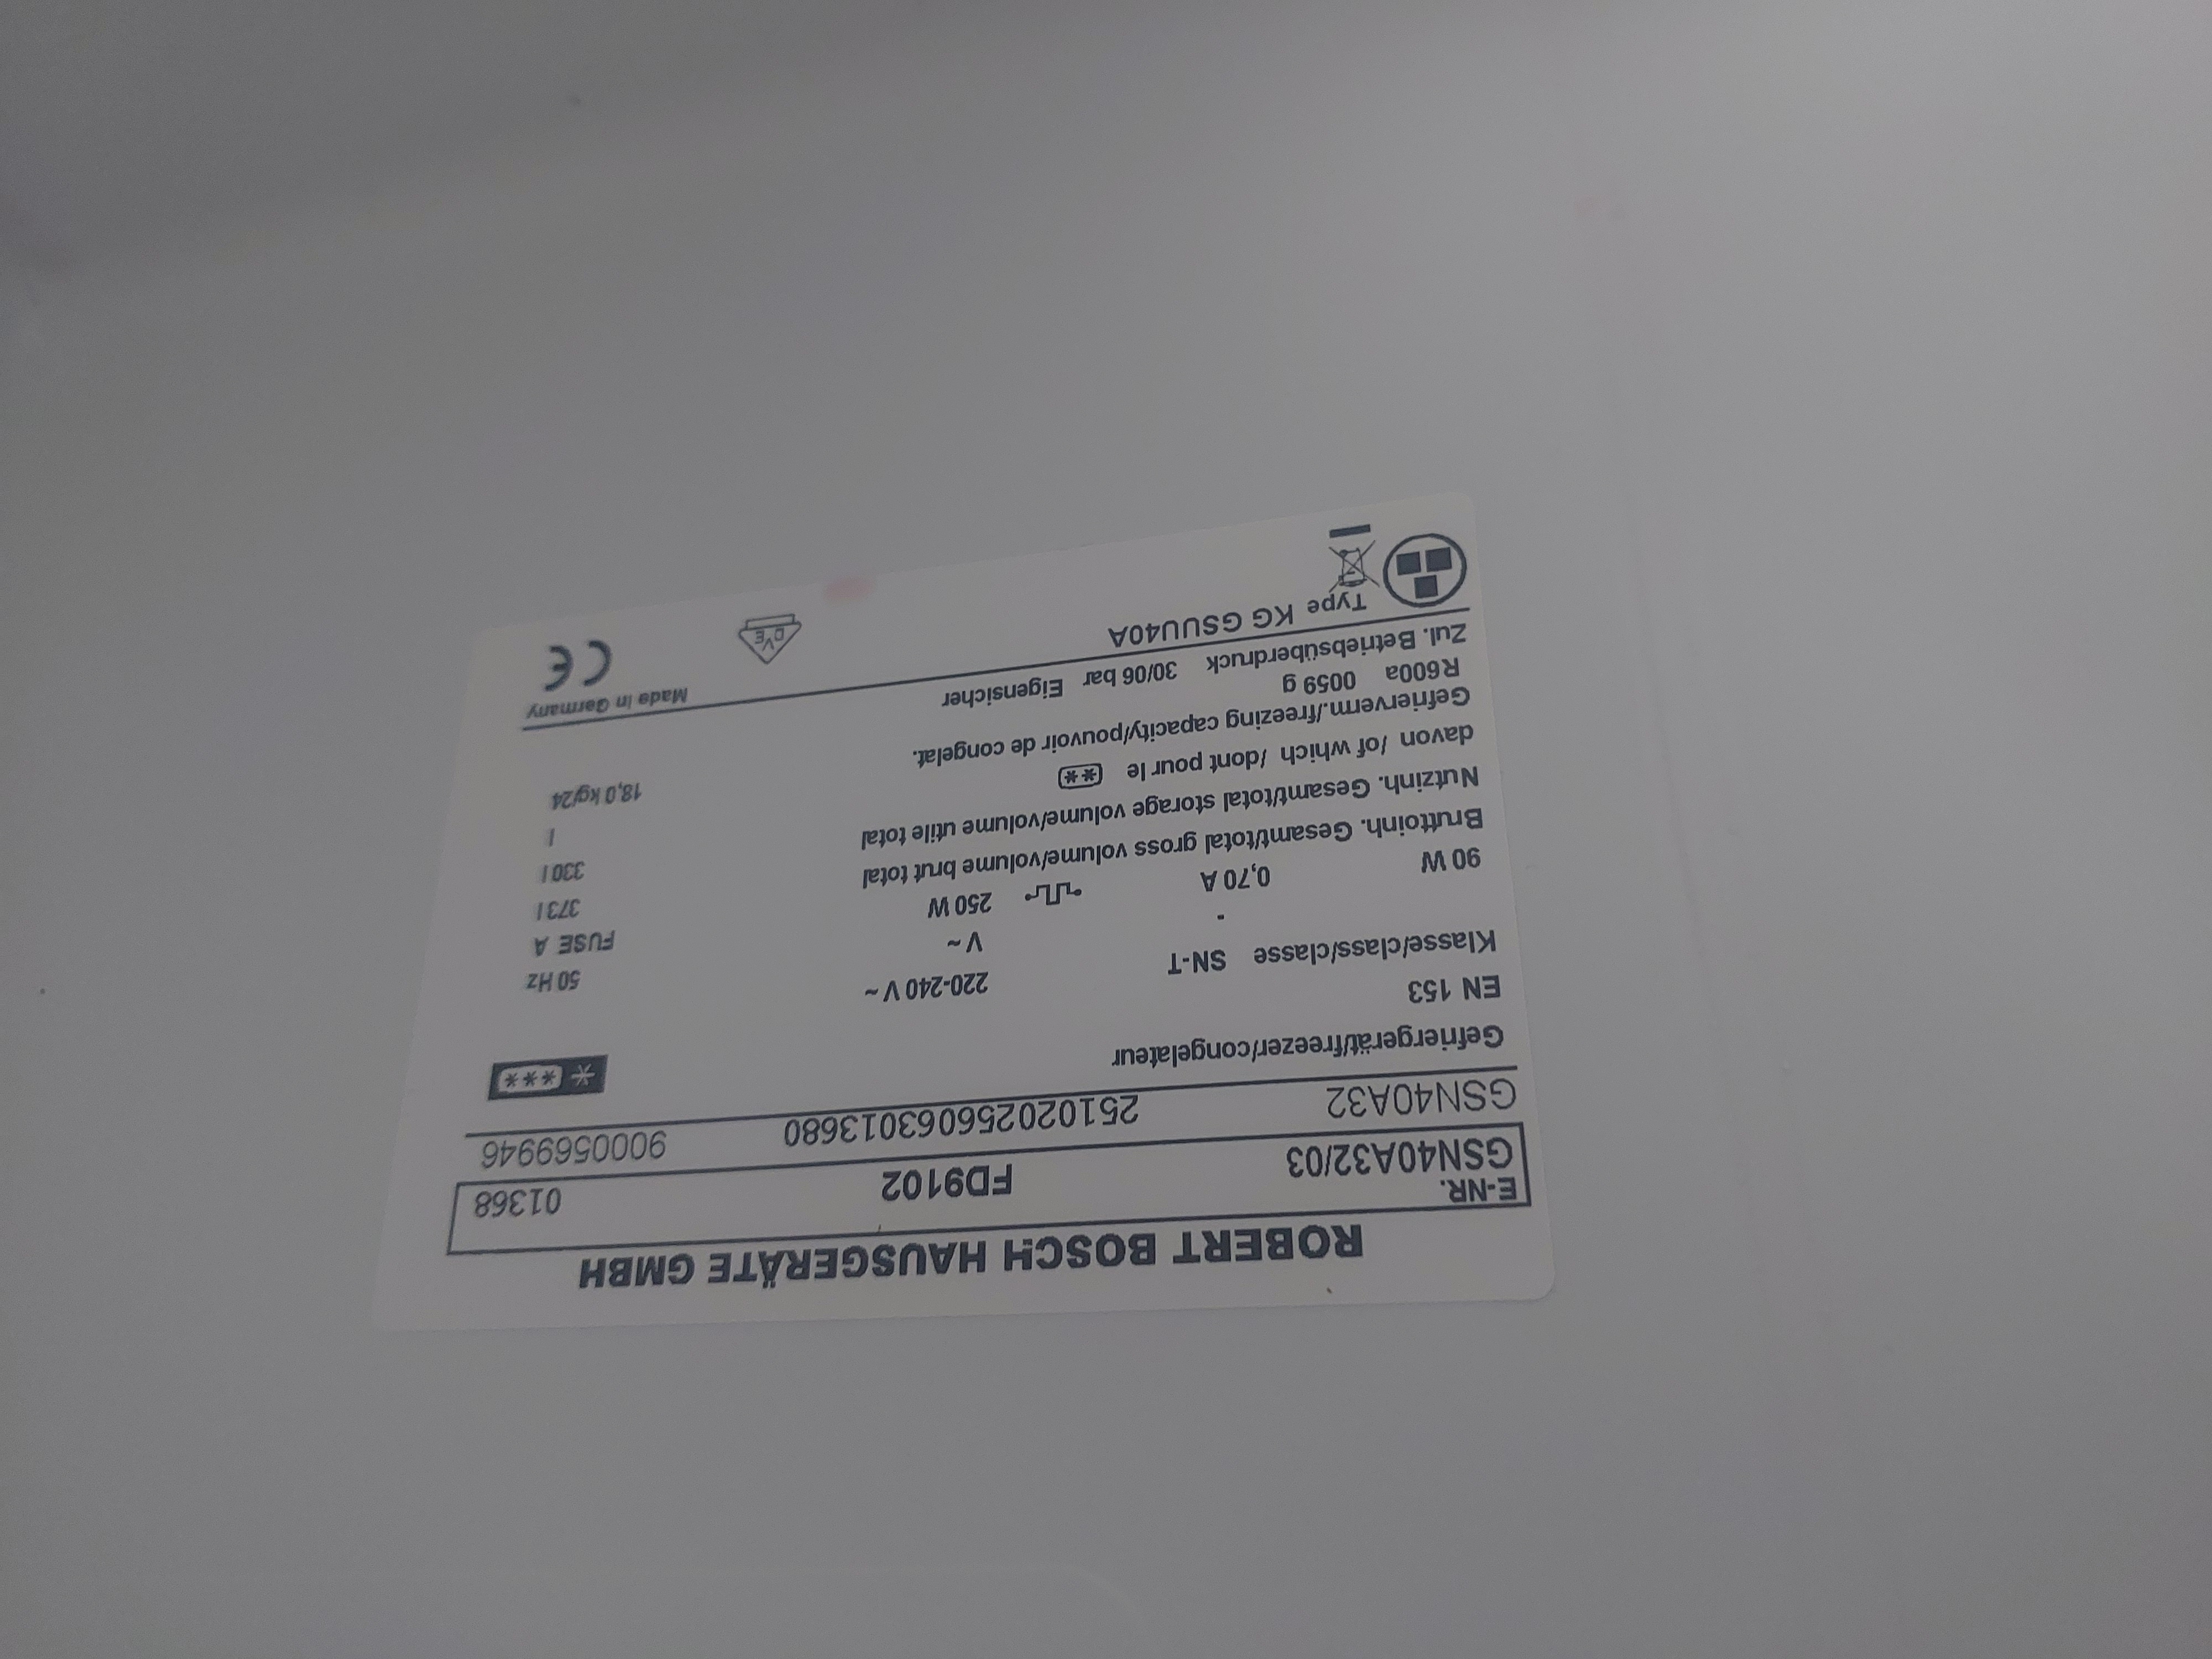 ROBERT BOSCH HAUSGERÄTE GMBH
E-NR.
GSN40A32/03 FD9102 01368
GSN40A32 251020256063013680 9000569946
Gefriergerät/freezer/congelateur * ***
EN 153
Klasse/class/classe SN-T 220-240 V ~ 50 Hz
- V ~ FUSE A
90 W 0,70 A 250 W
Bruttoinh. Gesamt/total gross volume/volume brut total 373 l
Nutzinh. Gesamt/total storage volume/volume utile total 330 l
davon /of which /dont pour le ** l
Gefrierverm./freezing capacity/pouvoir de congelat. 18,0 kg/24
R600a 0059 g
Zul. Betriebsüberdruck 30/06 bar Eigensicher
Made in Germany
Type KG GSUU40A
DVE
CE